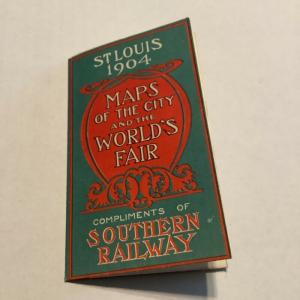 ST LOUIS
1904
MAPS
OF THE CITY
AND THE
WORLD'S
FAIR
COMPLIMENTS OF
SOUTHERN
RAILWAY